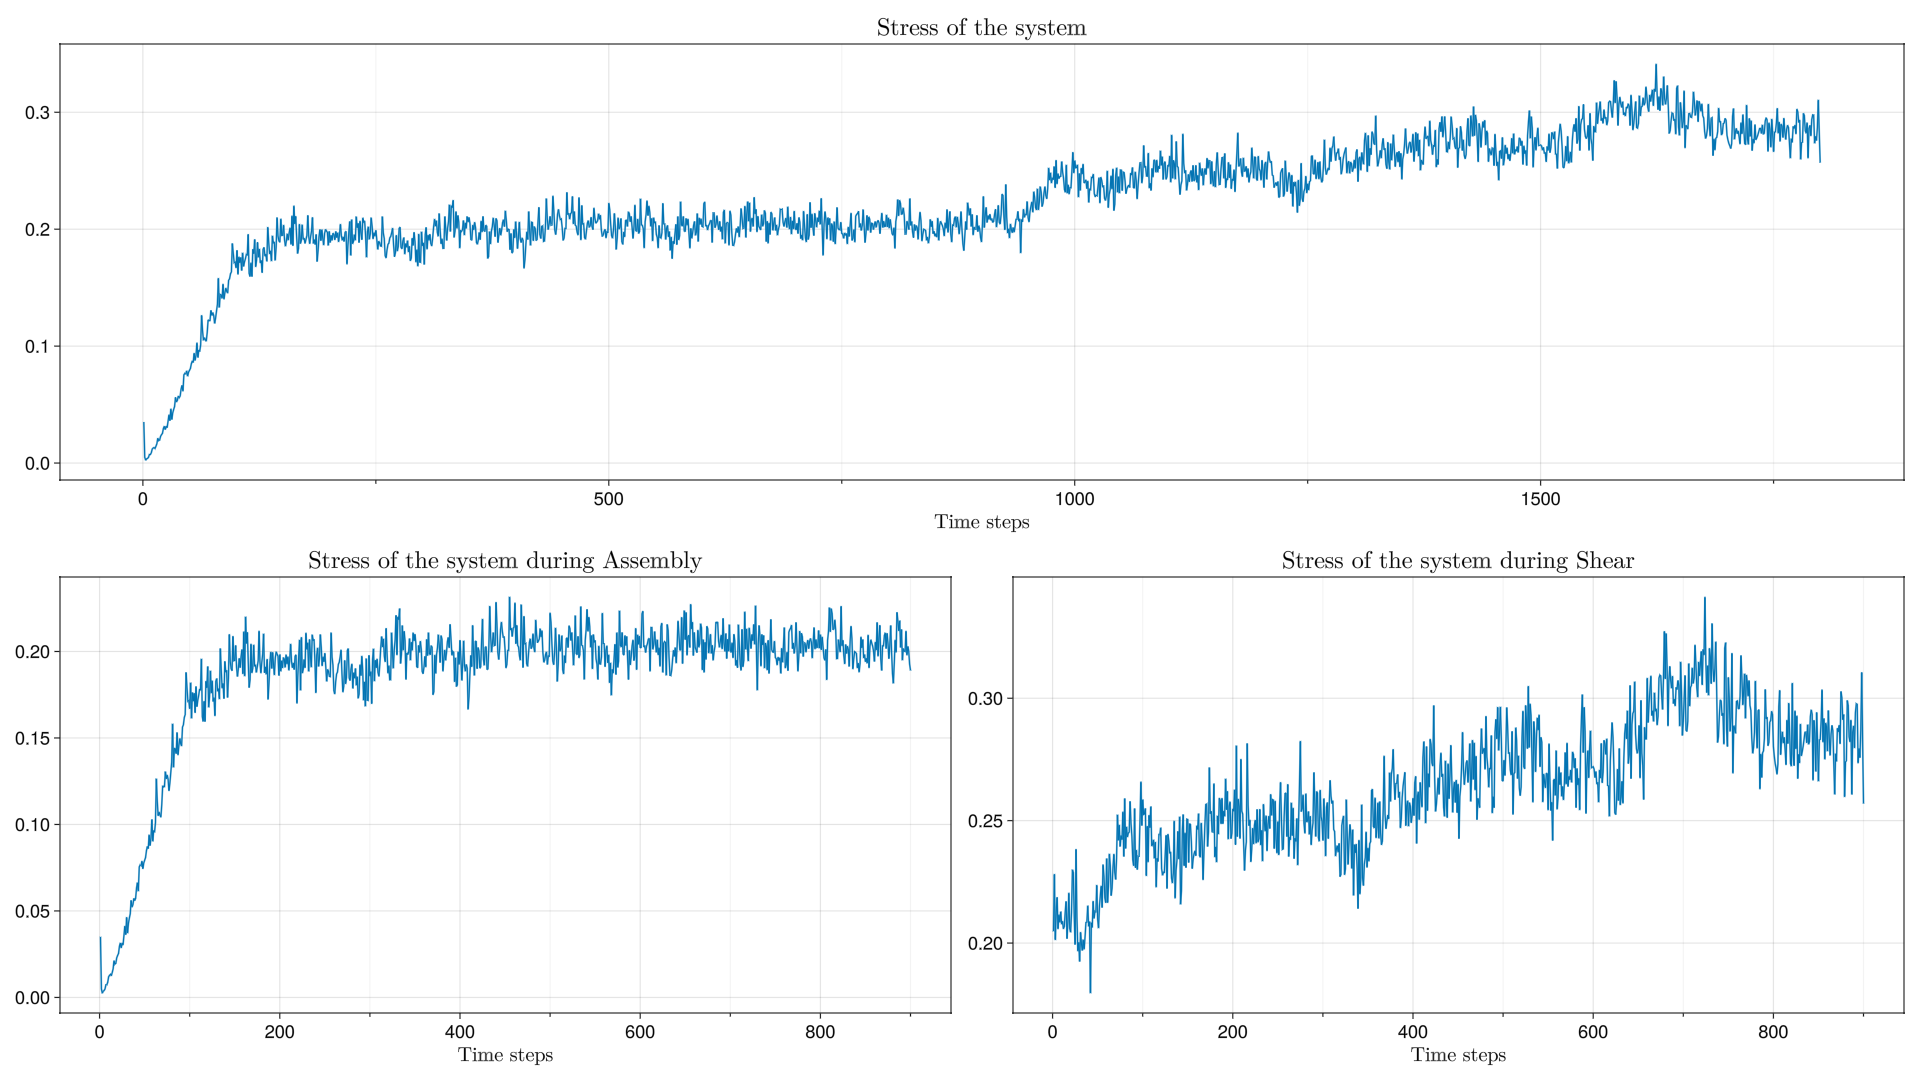 Stress of the system
0.3
0.2
0.1
0.0
0 500 1000 1500
Time steps
Stress of the system during Assembly
0.20
0.15
0.10
0.05
0.00
0 200 400 600 800
Time steps
Stress of the system during Shear
0.30
0.25
0.20
0 200 400 600 800
Time steps